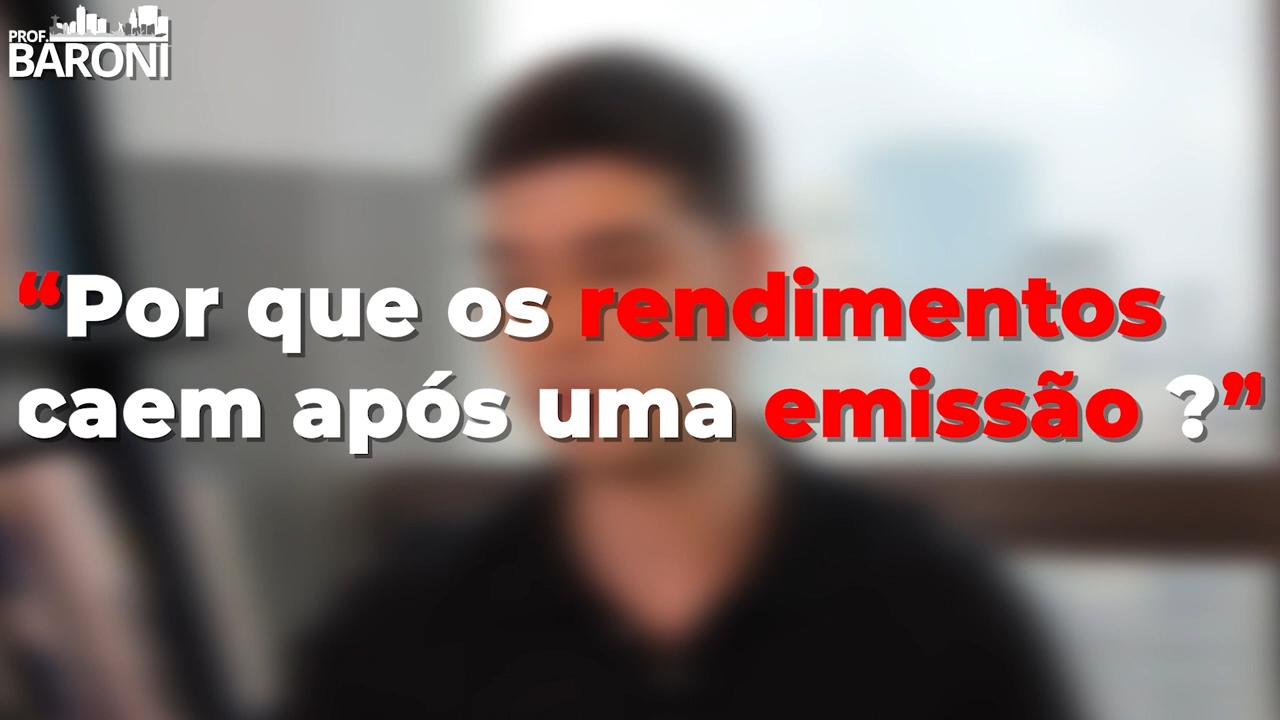 PROF.
BARONI
“Por que os rendimentos
caem após uma emissão ?”